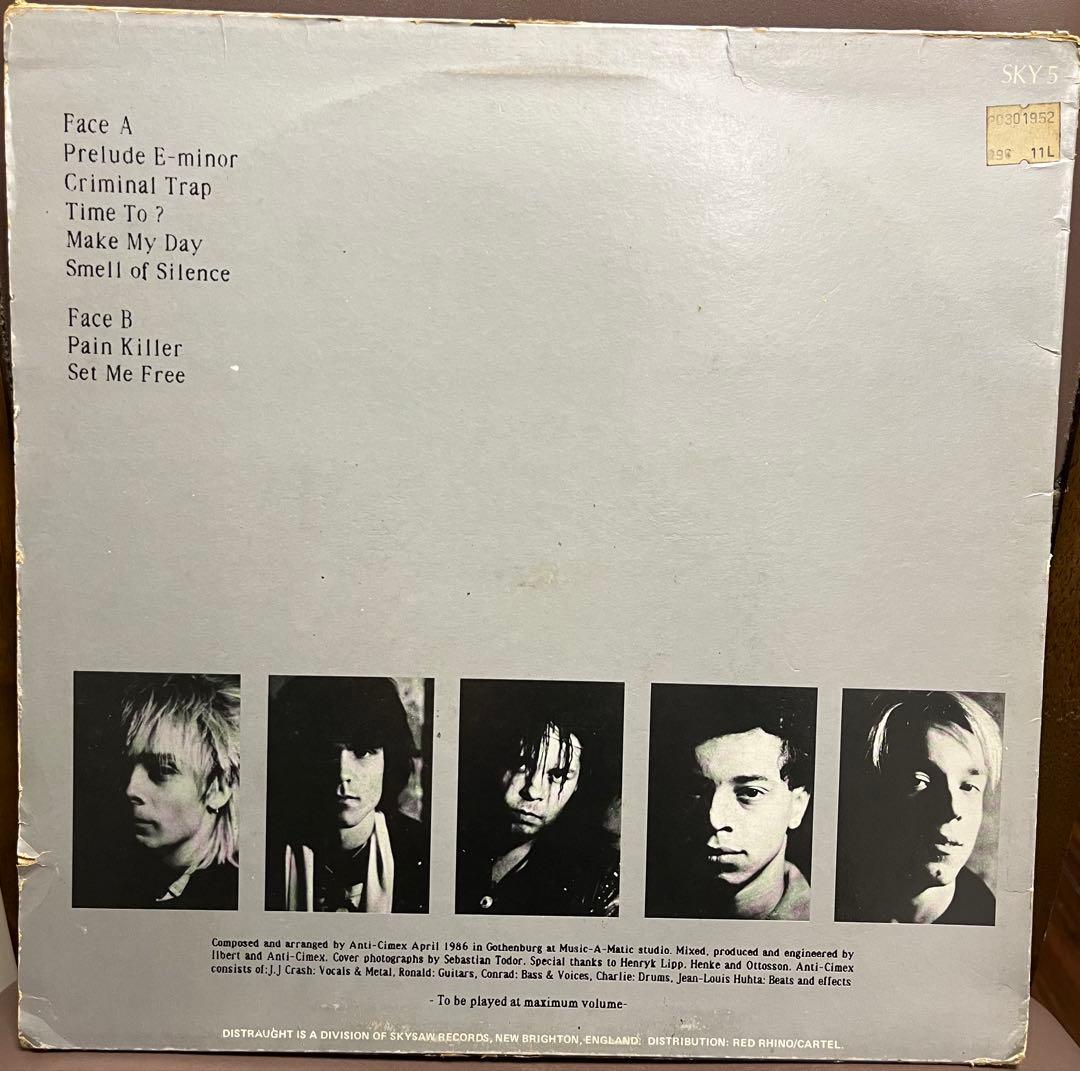 SKY 5
20301952
296 11L
Face A
Prelude E-minor
Criminal Trap
Time To ?
Make My Day
Smell of Silence
Face B
Pain Killer
Set Me Free
Composed and arranged by Anti-Cimex April 1986 in Gothenburg at Music-A-Matic studio. Mixed, produced and engineered by
Ilbert and Anti-Cimex. Cover photographs by Sebastian Todor. Special thanks to Henryk Lipp. Henke and Ottosson. Anti-Cimex
consists of:J.J Crash: Vocals & Metal, Ronald: Guitars, Conrad: Bass & Voices, Charlie: Drums, Jean-Louis Huhta: Beats and effects
- To be played at maximum volume-
DISTRAUGHT IS A DIVISION OF SKYSAW RECORDS, NEW BRIGHTON, ENGLAND. DISTRIBUTION: RED RHINO/CARTEL.